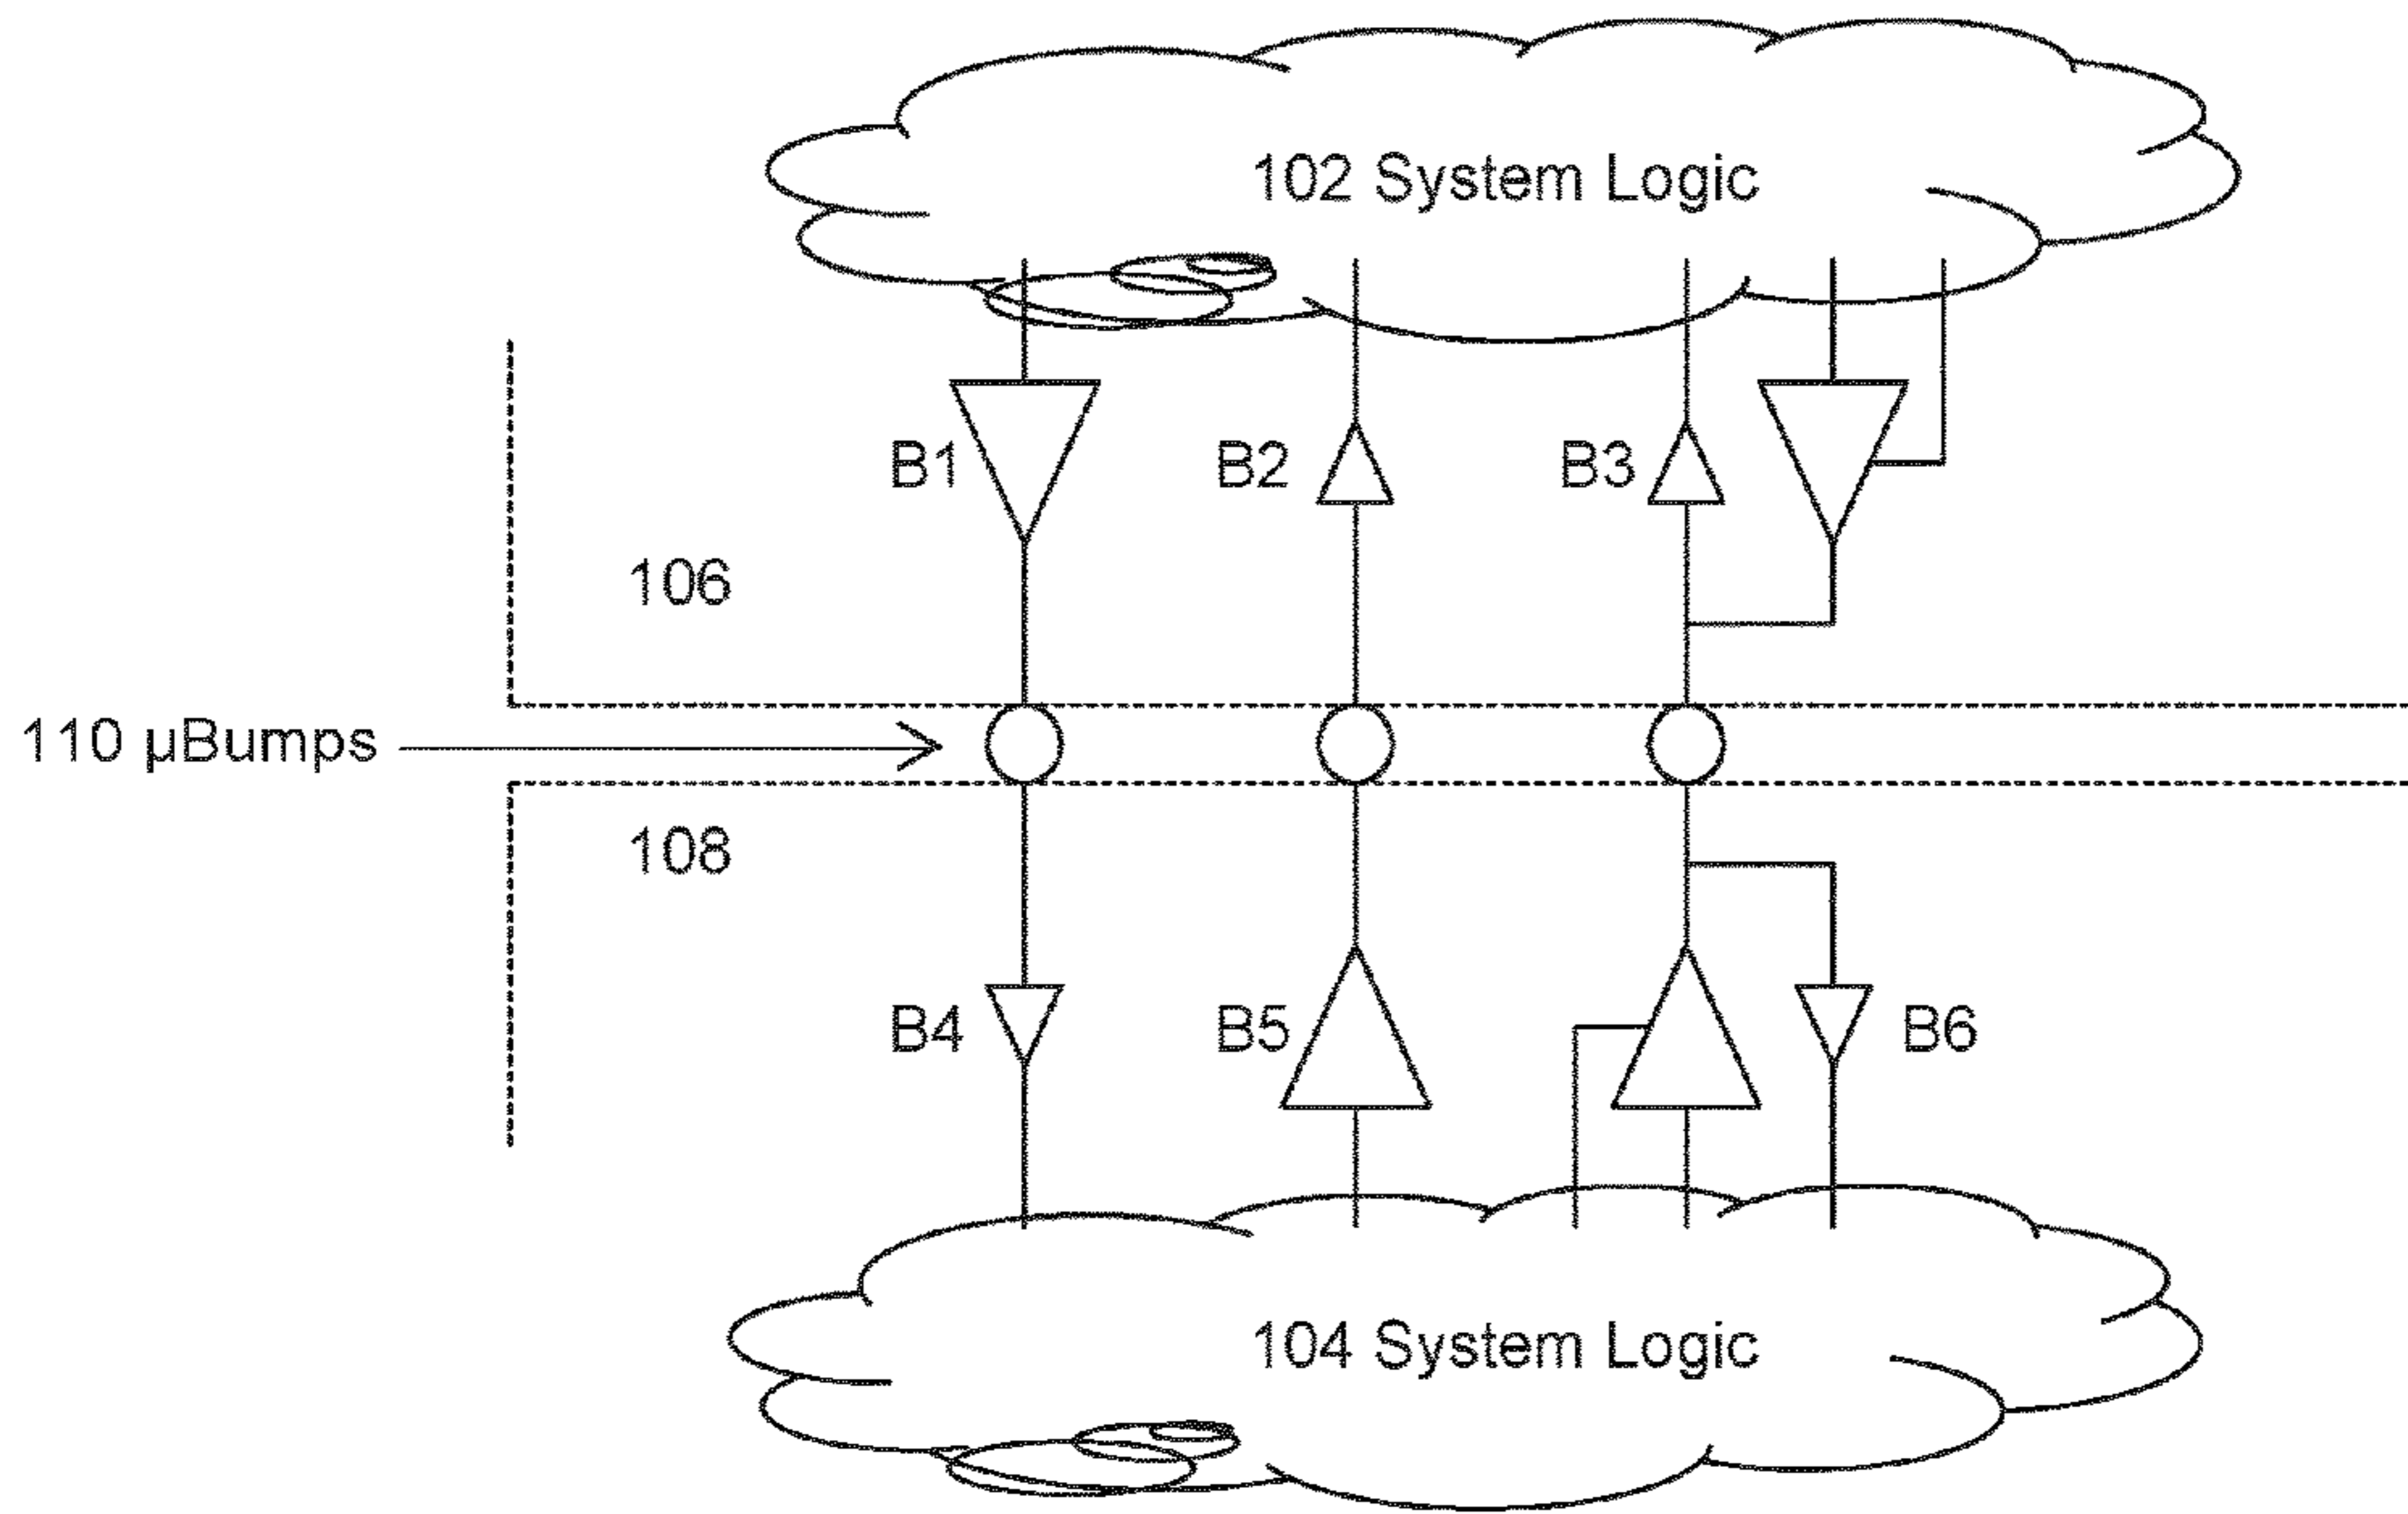 102 System Logic
B1
B2
B3
106
110 µBumps
108
B4
B5
B6
104 System Logic